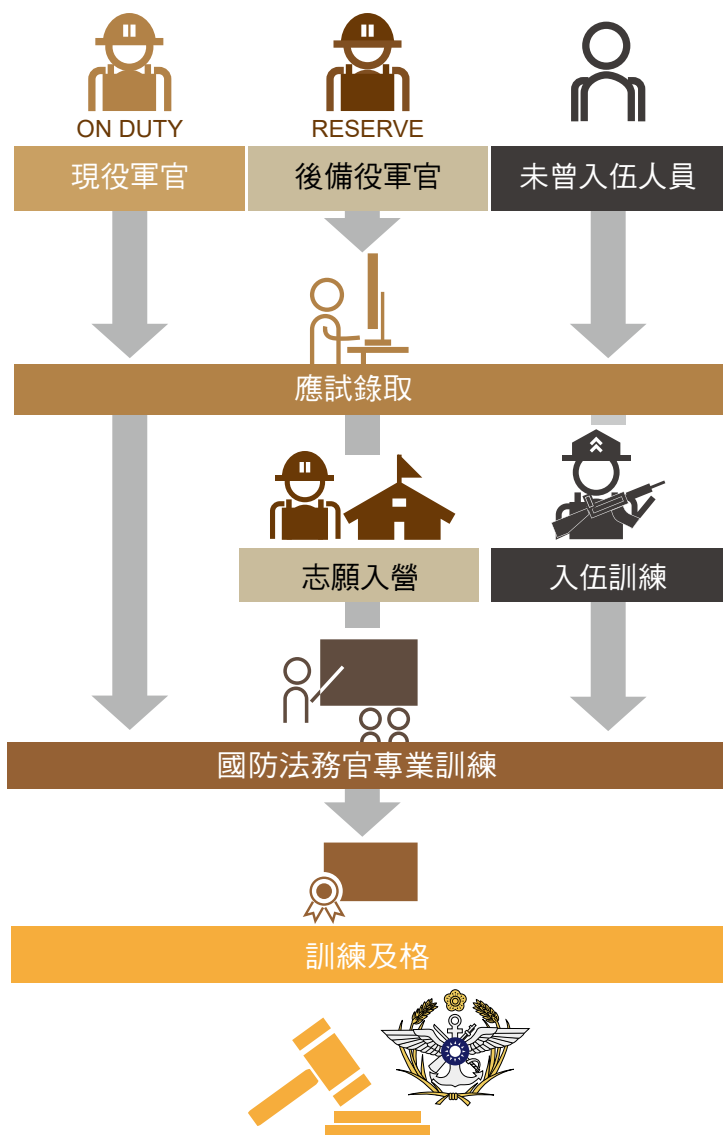 ON DUTY
RESERVE
現役軍官
後備役軍官
未曾入伍人員
應試錄取
志願入營
入伍訓練
國防法務官專業訓練
訓練及格